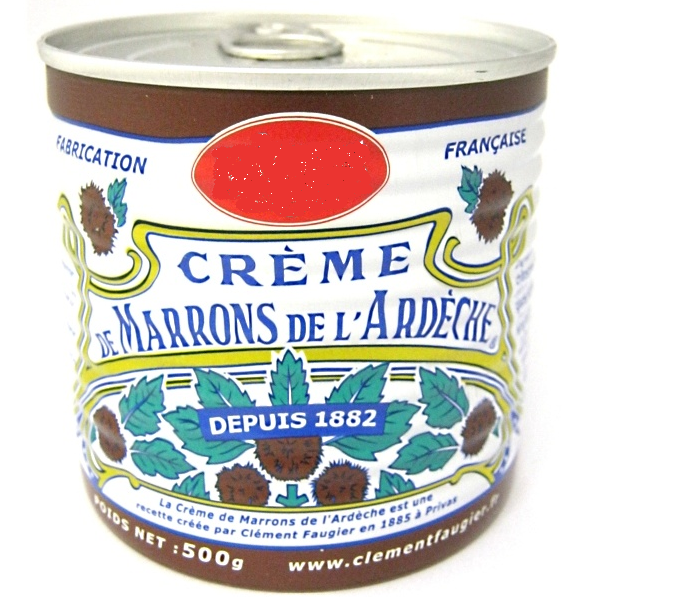 FABRICATION
FRANÇAISE
CRÈME
DE MARRONS DE L'ARDÈCHE
DEPUIS 1882
La Crème de Marrons de l'Ardèche est une
recette créée par Clément Faugier en 1885 à Privas
POIDS NET : 500g
www.clementfaugier.fr